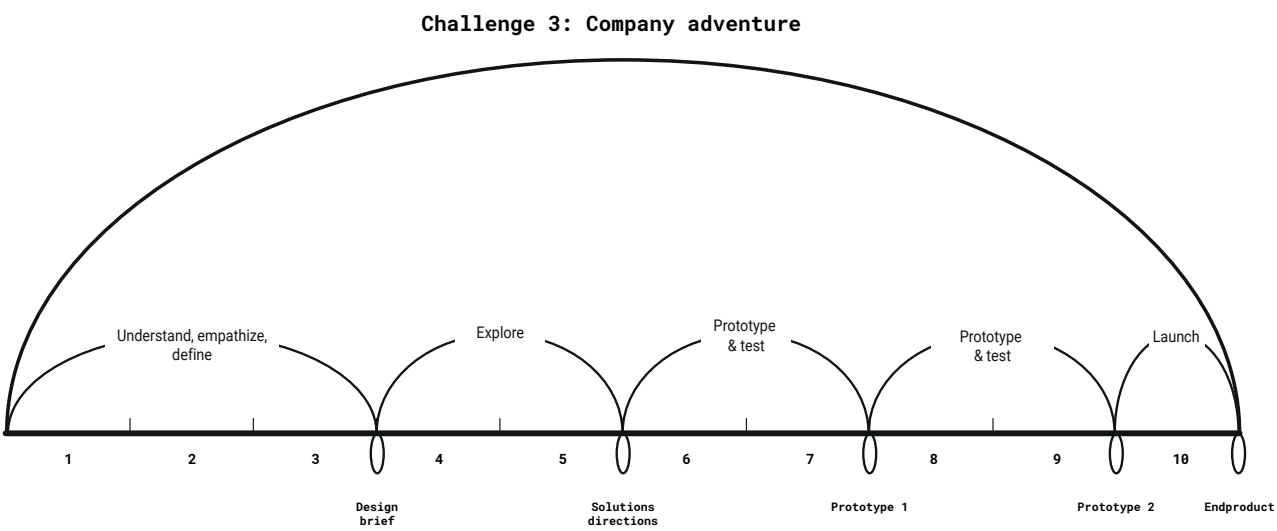 Challenge 3: Company adventure
Understand, empathize,
define
Explore
Prototype
& test
Prototype
& test
Launch
1
2
3
4
5
6
7
8
9
10
Design
brief
Solutions
directions
Prototype 1
Prototype 2
Endproduct